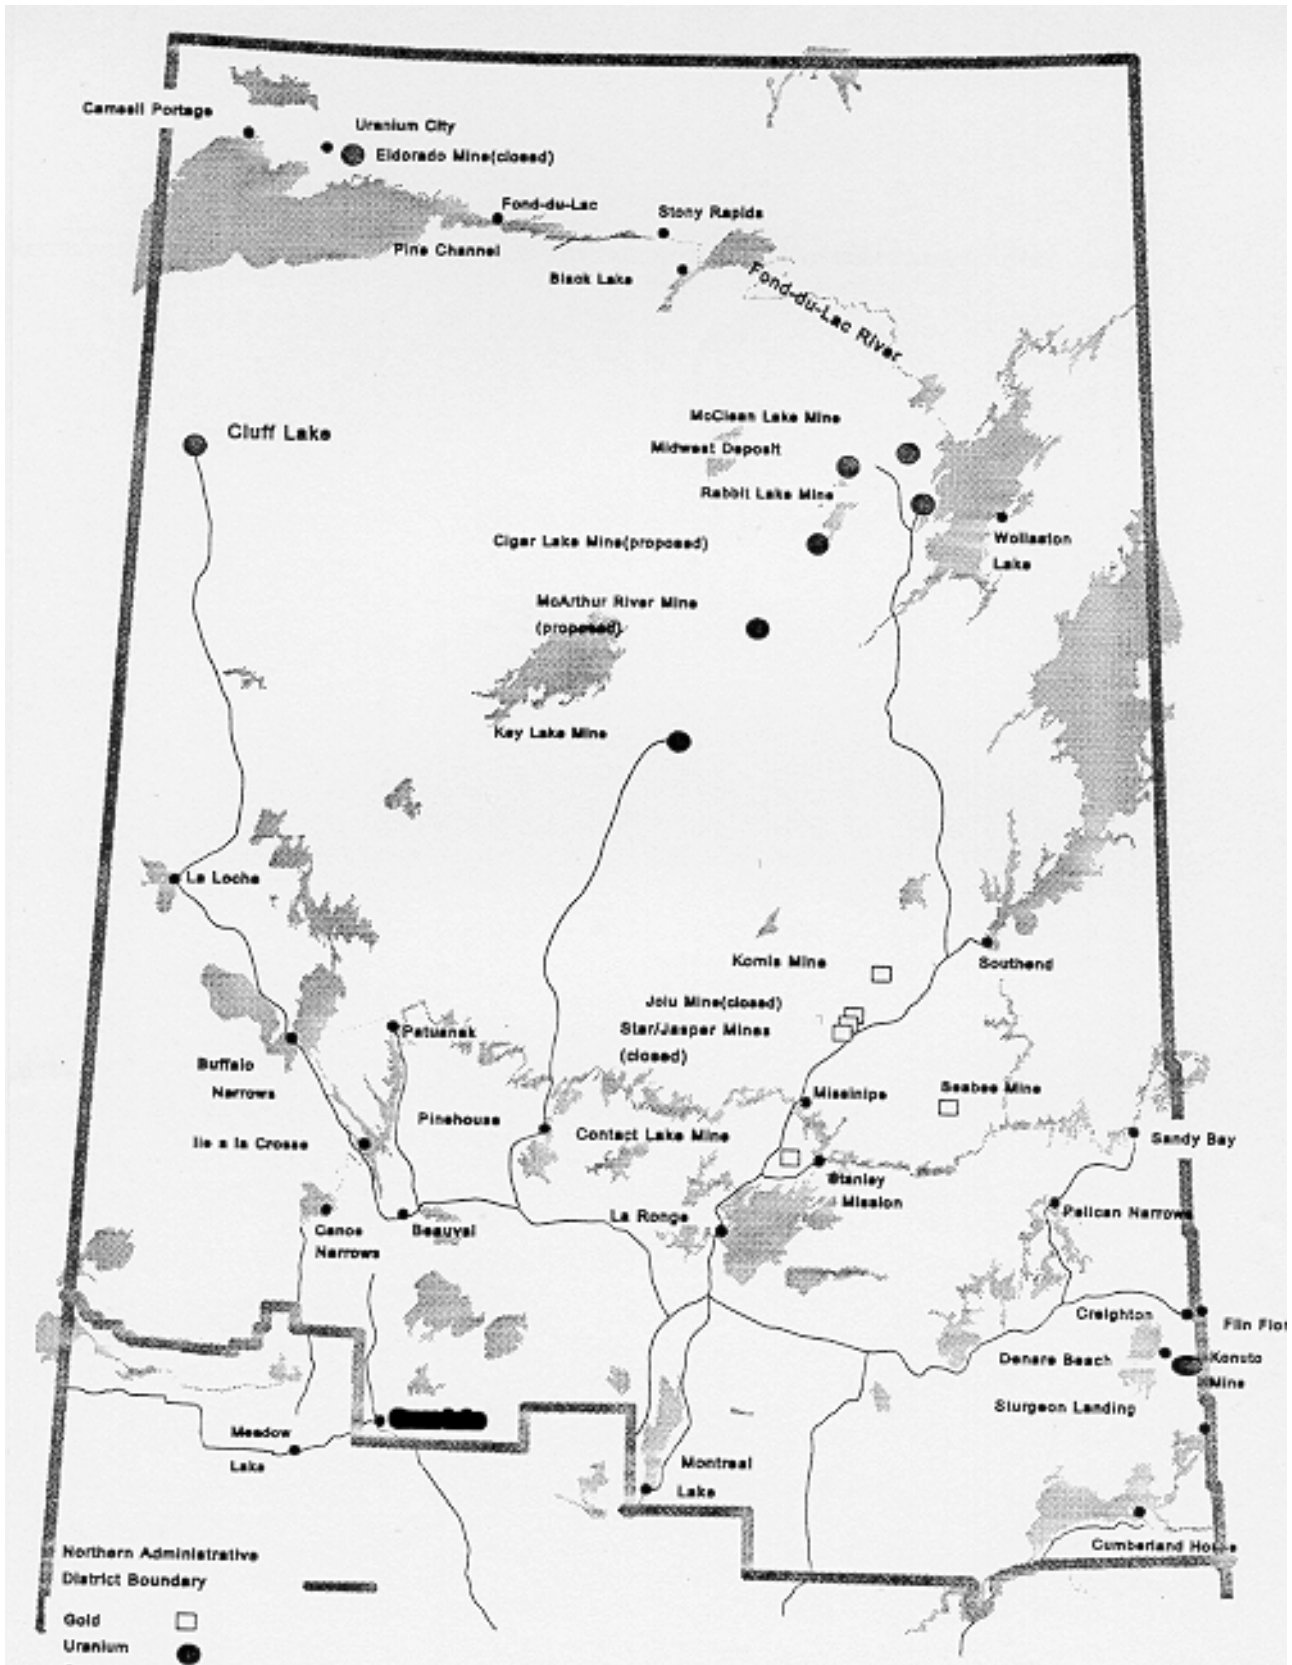 Camsell Portage
Uranium City
Eldorado Mine(closed)
Fond-du-Lac
Stony Rapids
Pine Channel
Black Lake
Fond-du-Lac River
McClean Lake Mine
Cluff Lake
Midwest Deposit
Rabbit Lake Mine
Cigar Lake Mine(proposed)
Wollaston
Lake
McArthur River Mine
(proposed)
Key Lake Mine
La Loche
Komis Mine
Southend
Jolu Mine(closed)
Star/Jasper Mines
(closed)
Patuanak
Buffalo
Narrows
Missinipe
Seabee Mine
Pinehouse
Contact Lake Mine
Ile a la Crosse
Sandy Bay
Stanley
Mission
Pelican Narrows
La Ronge
Canoe
Narrows
Beauval
Creighton
Flin Flon
Denare Beach
Konuto
Mine
Sturgeon Landing
Meadow
Lake
Montreal
Lake
Cumberland House
Northern Administrative
District Boundary
Gold
Uranium